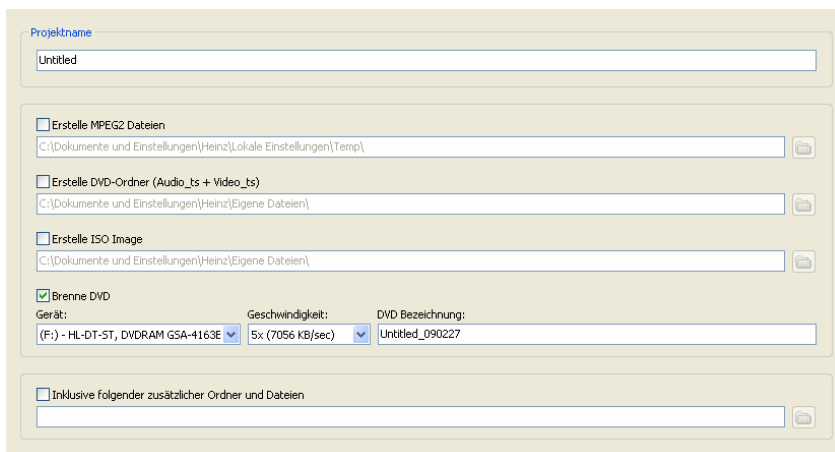 Projektname
Untitled
Erstelle MPEG2 Dateien
C:\Dokumente und Einstellungen\Heinz\Lokale Einstellungen\Temp\
Erstelle DVD-Ordner (Audio_ts + Video_ts)
C:\Dokumente und Einstellungen\Heinz\Eigene Dateien\
Erstelle ISO Image
C:\Dokumente und Einstellungen\Heinz\Eigene Dateien\
Brenne DVD
Gerät: Geschwindigkeit: DVD Bezeichnung:
(F:) - HL-DT-ST, DVDRAM GSA-4163E 5x (7056 KB/sec) Untitled_090227
Inklusive folgender zusätzlicher Ordner und Dateien